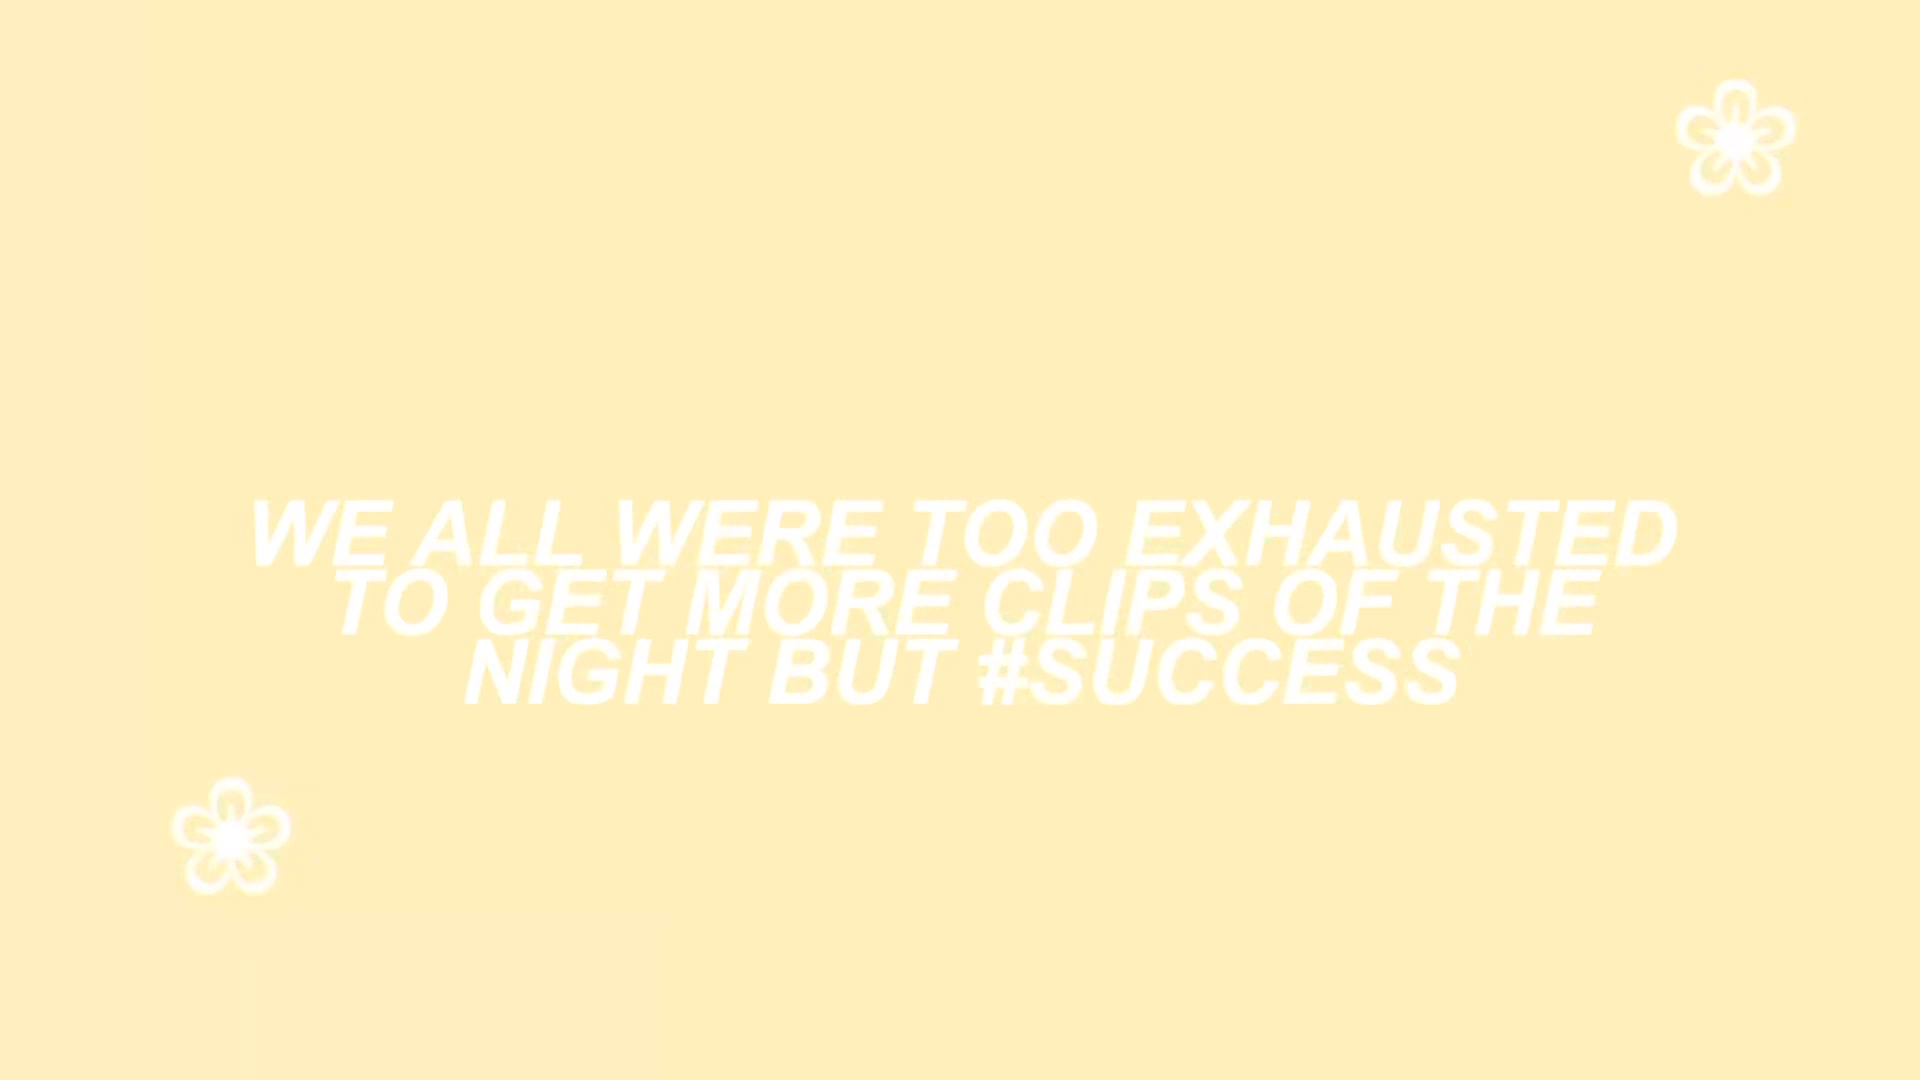 WE ALL WERE TOO EXHAUSTED
TO GET MORE CLIPS OF THE
NIGHT BUT #SUCCESS